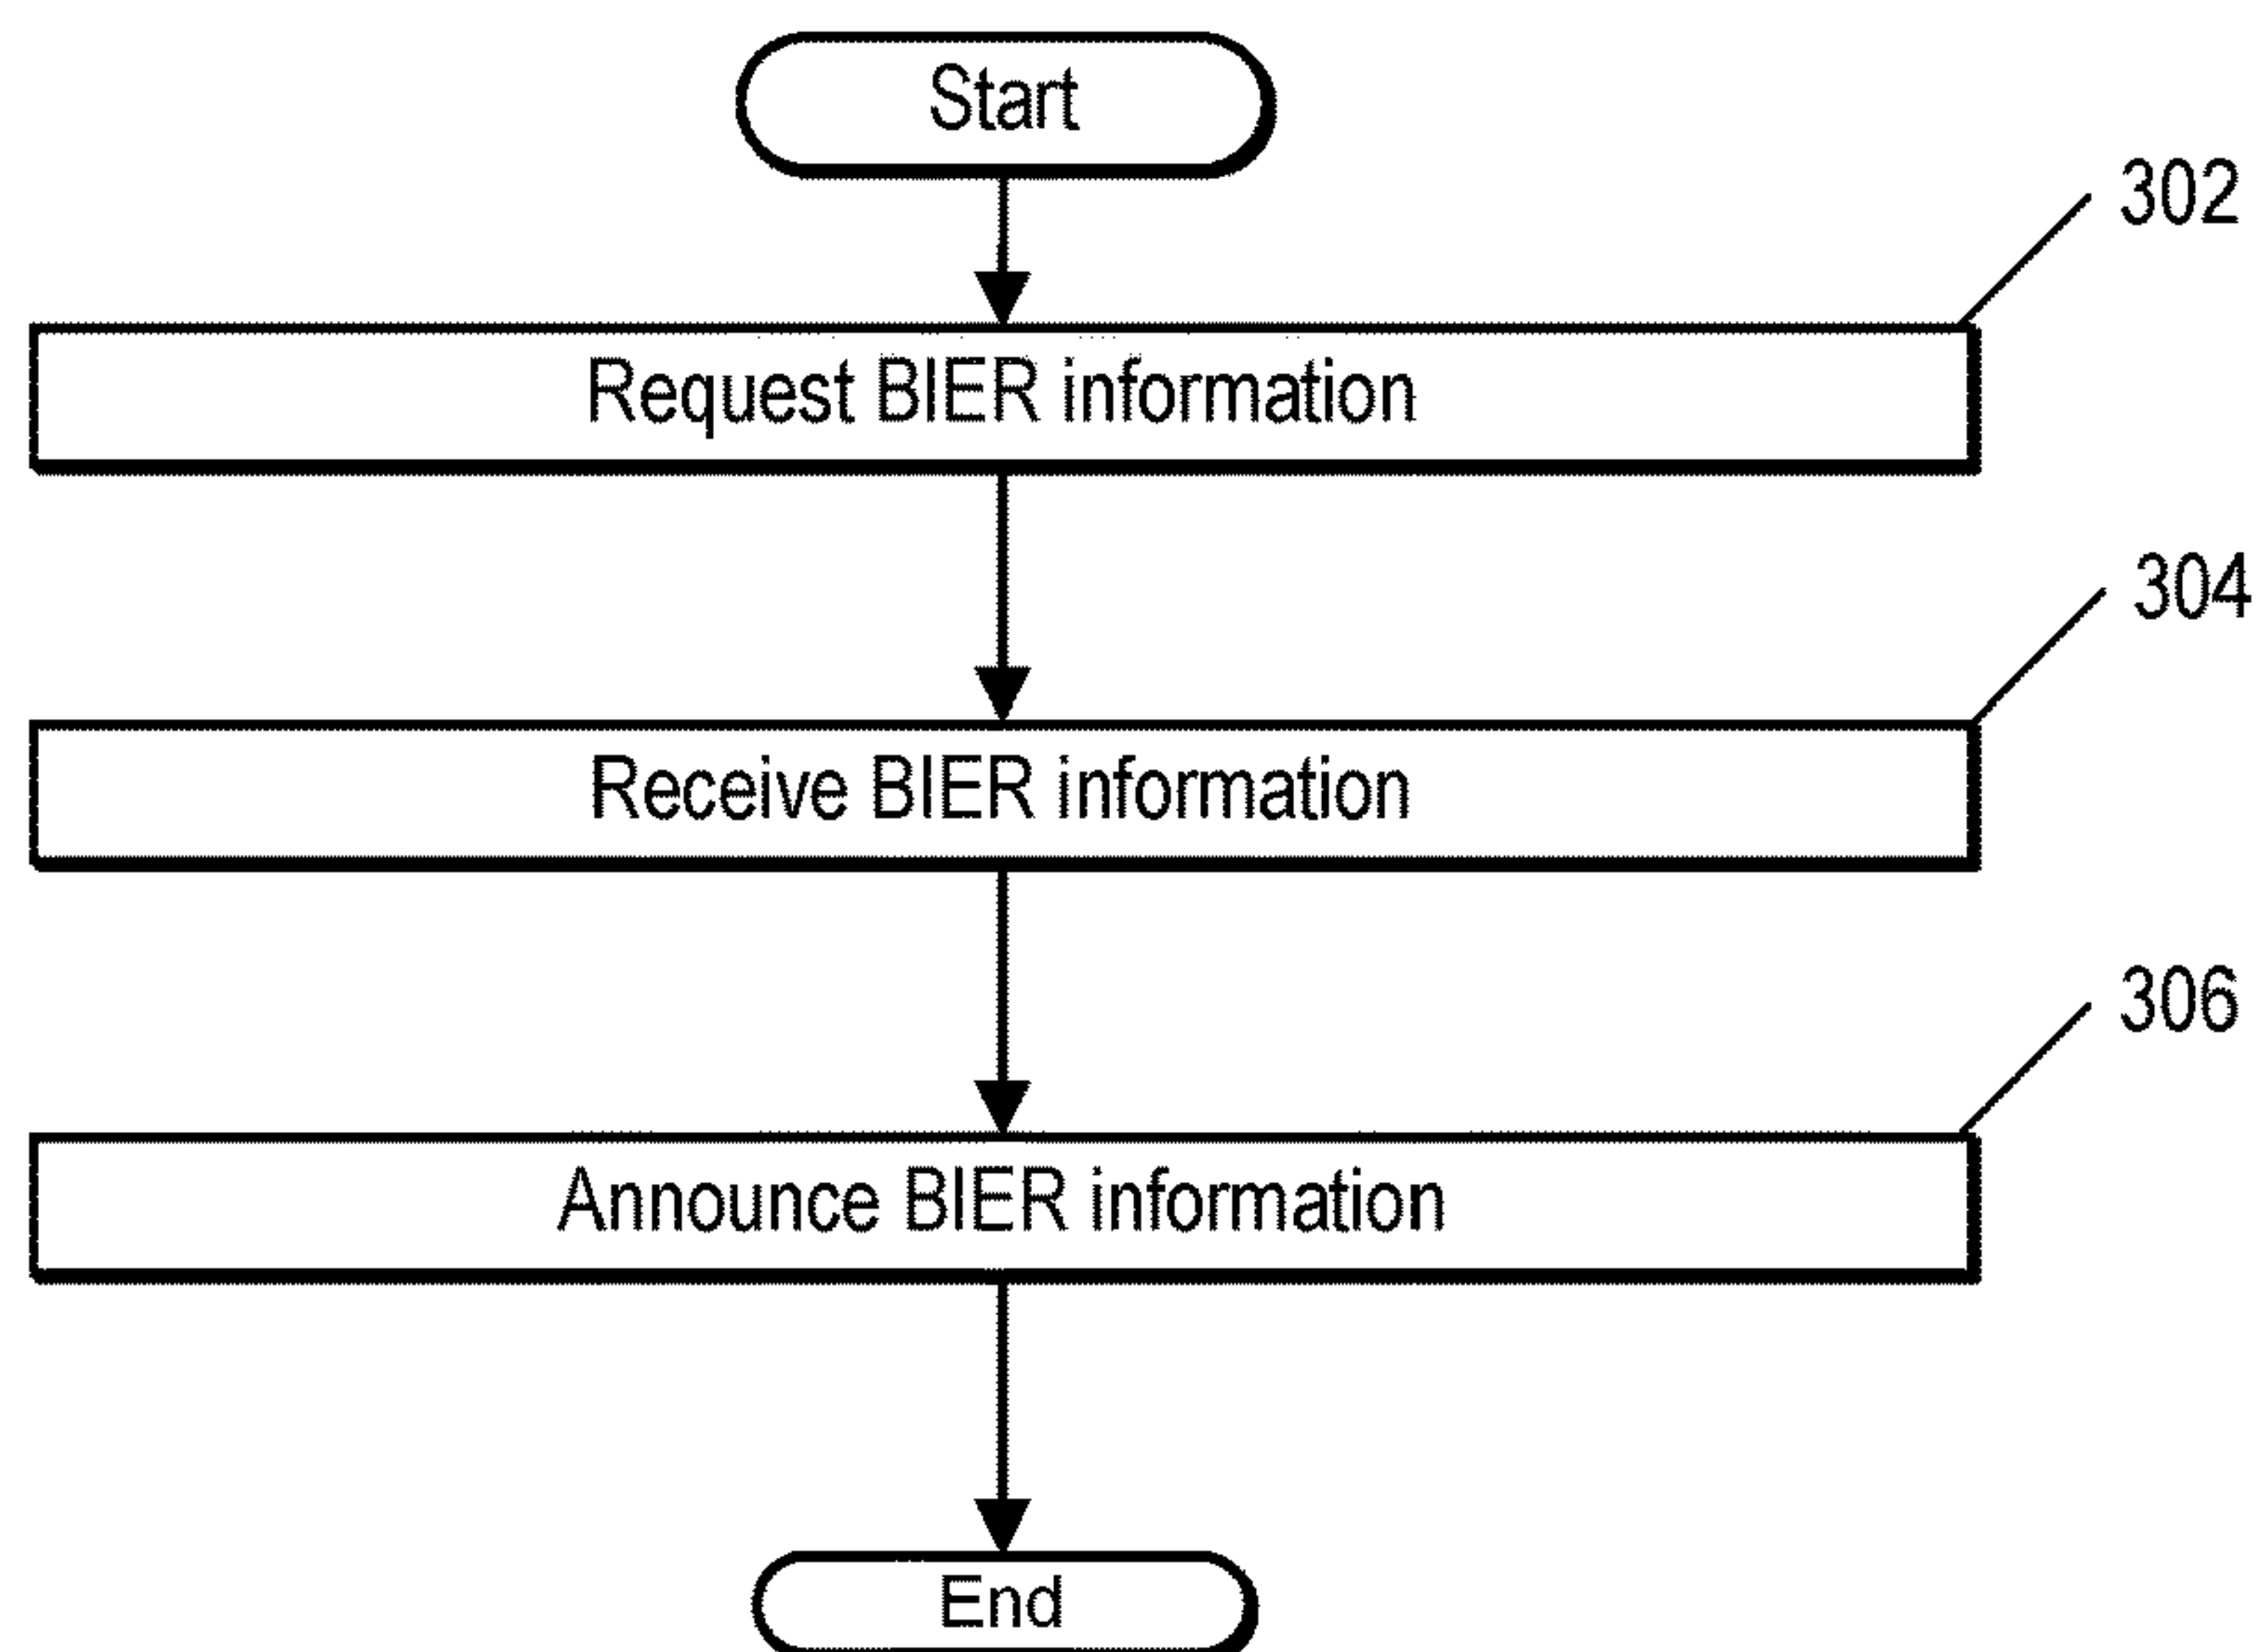 Start
302
Request BIER information
304
Receive BIER information
306
Announce BIER information
End